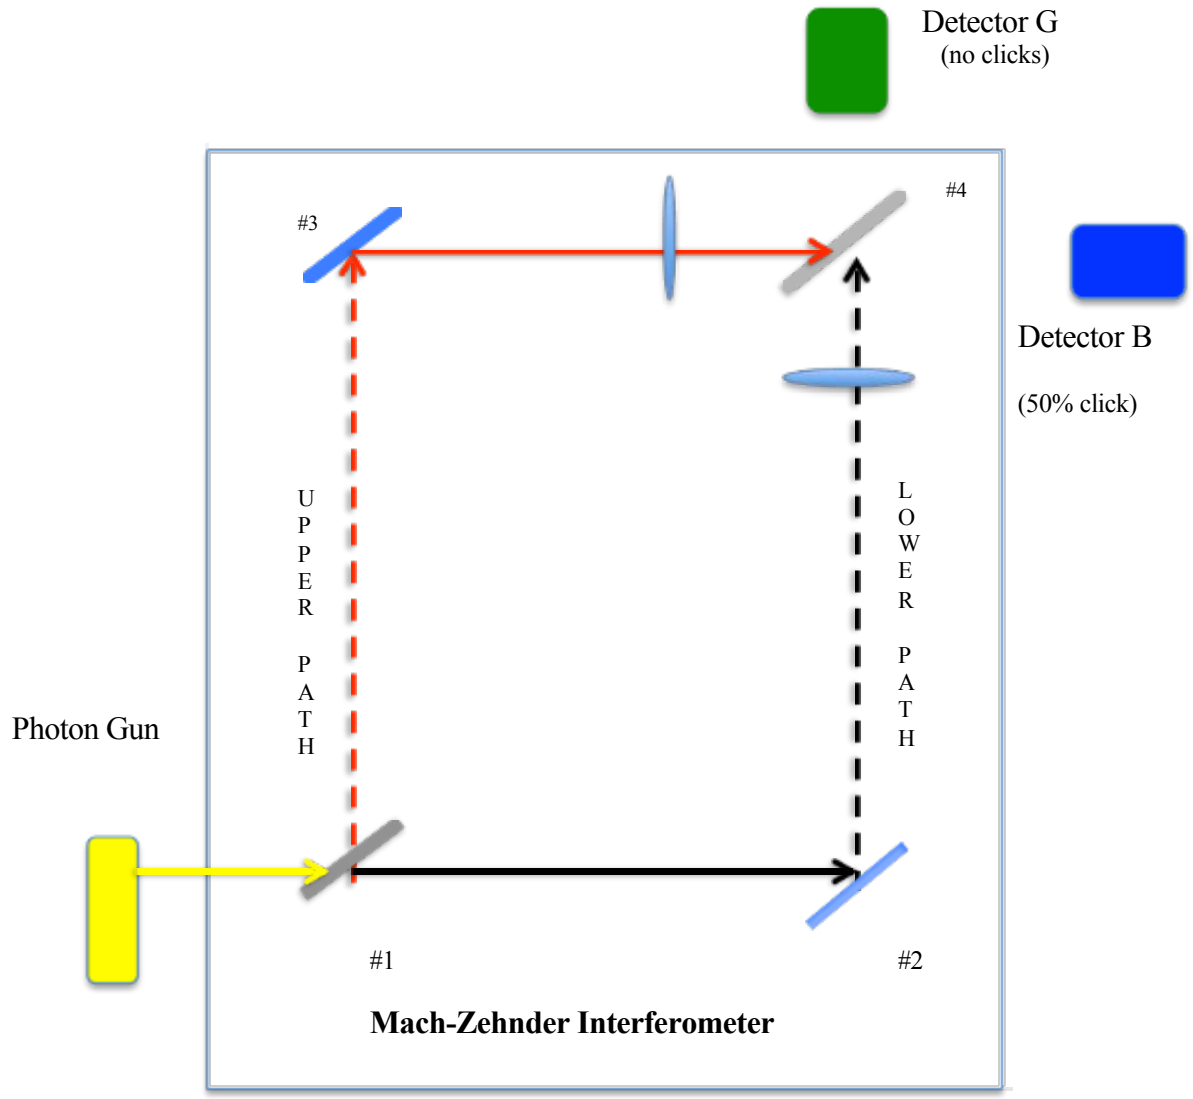 Detector G
(no clicks)
#4
#3
Detector B
(50% click)
U
P
P
E
R
P
A
T
H
L
O
W
E
R
P
A
T
H
Photon Gun
#1
#2
Mach-Zehnder Interferometer